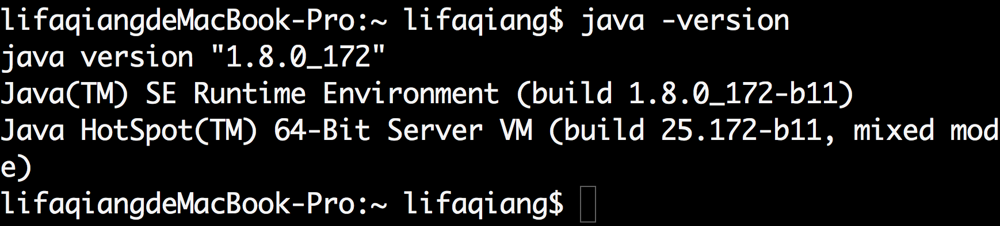 lifaqiangdeMacBook-Pro:~ lifaqiang$ java -version
java version "1.8.0_172"
Java(TM) SE Runtime Environment (build 1.8.0_172-b11)
Java HotSpot(TM) 64-Bit Server VM (build 25.172-b11, mixed mod
e)
lifaqiangdeMacBook-Pro:~ lifaqiang$